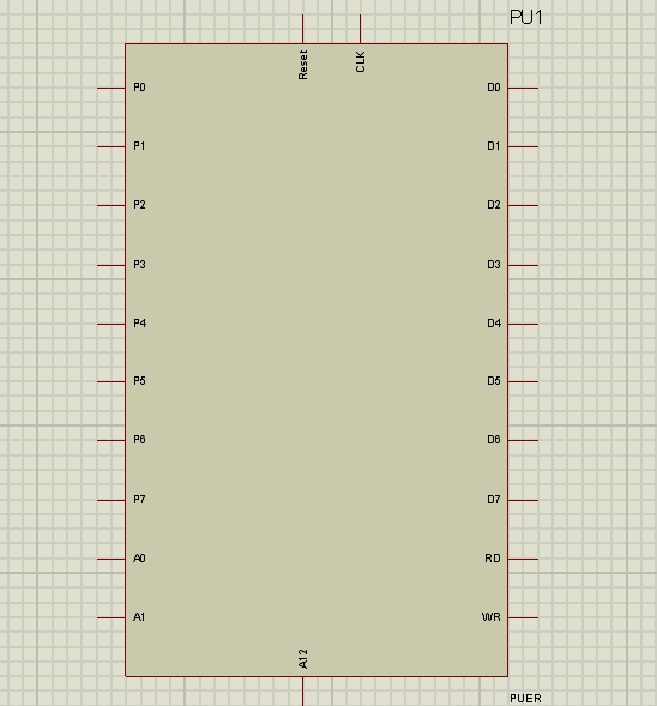 PU1
Reset CLK
P0 D0
P1 D1
P2 D2
P3 D3
P4 D4
P5 D5
P6 D6
P7 D7
A0 RD
A1 WR
A12
PUER